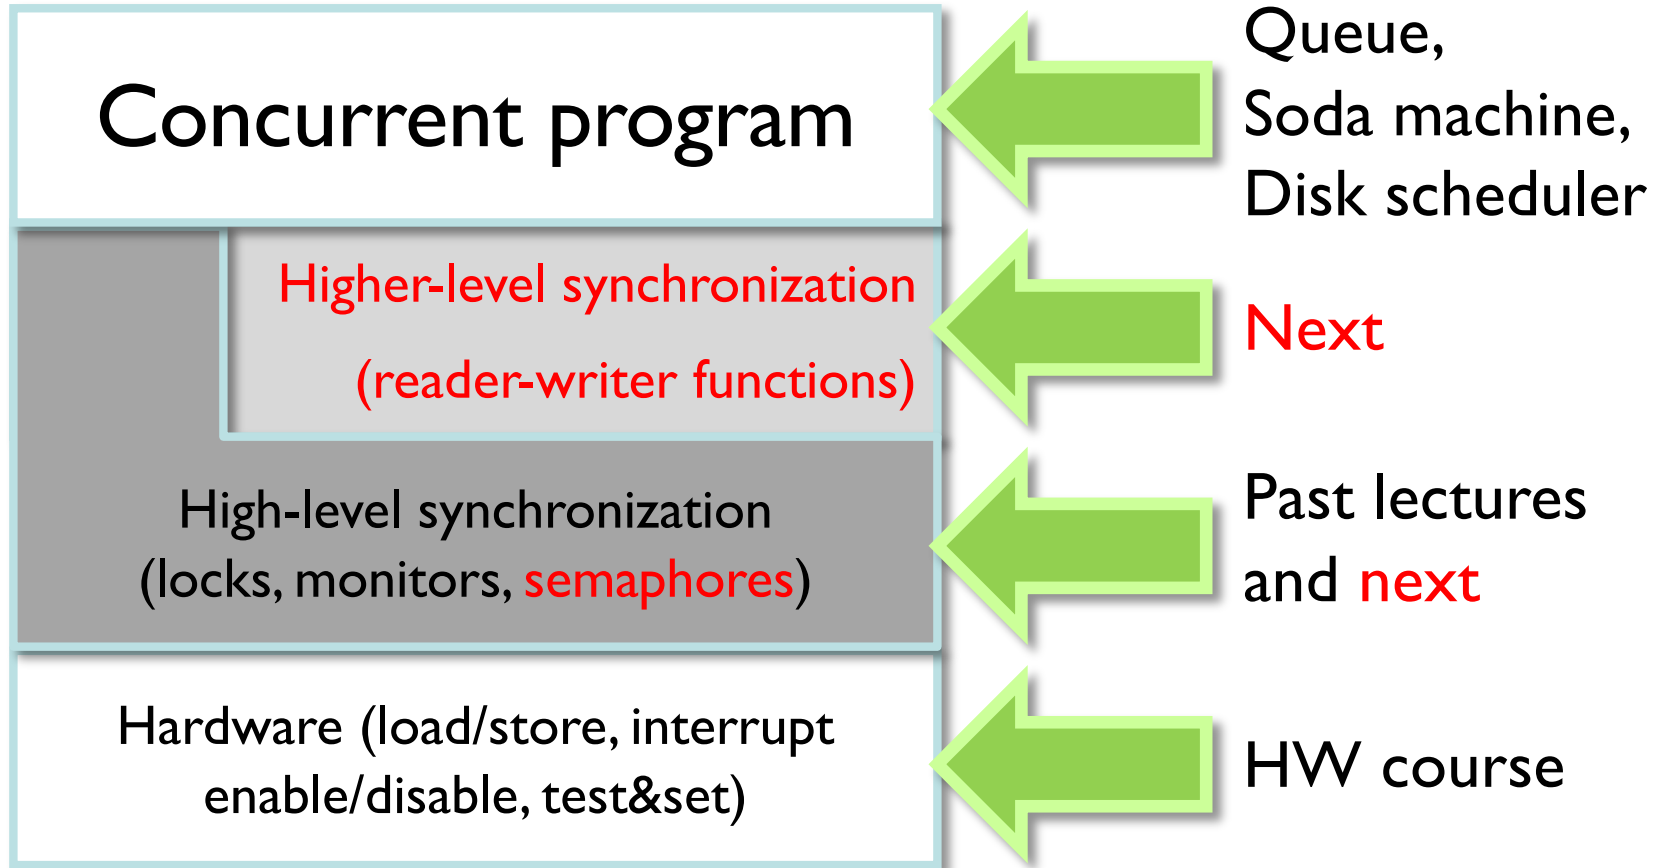 Concurrent program
Queue,
Soda machine,
Disk scheduler
Higher-level synchronization
(reader-writer functions)
Next
High-level synchronization
(locks, monitors, semaphores)
Past lectures
and next
Hardware (load/store, interrupt
enable/disable, test&set)
HW course